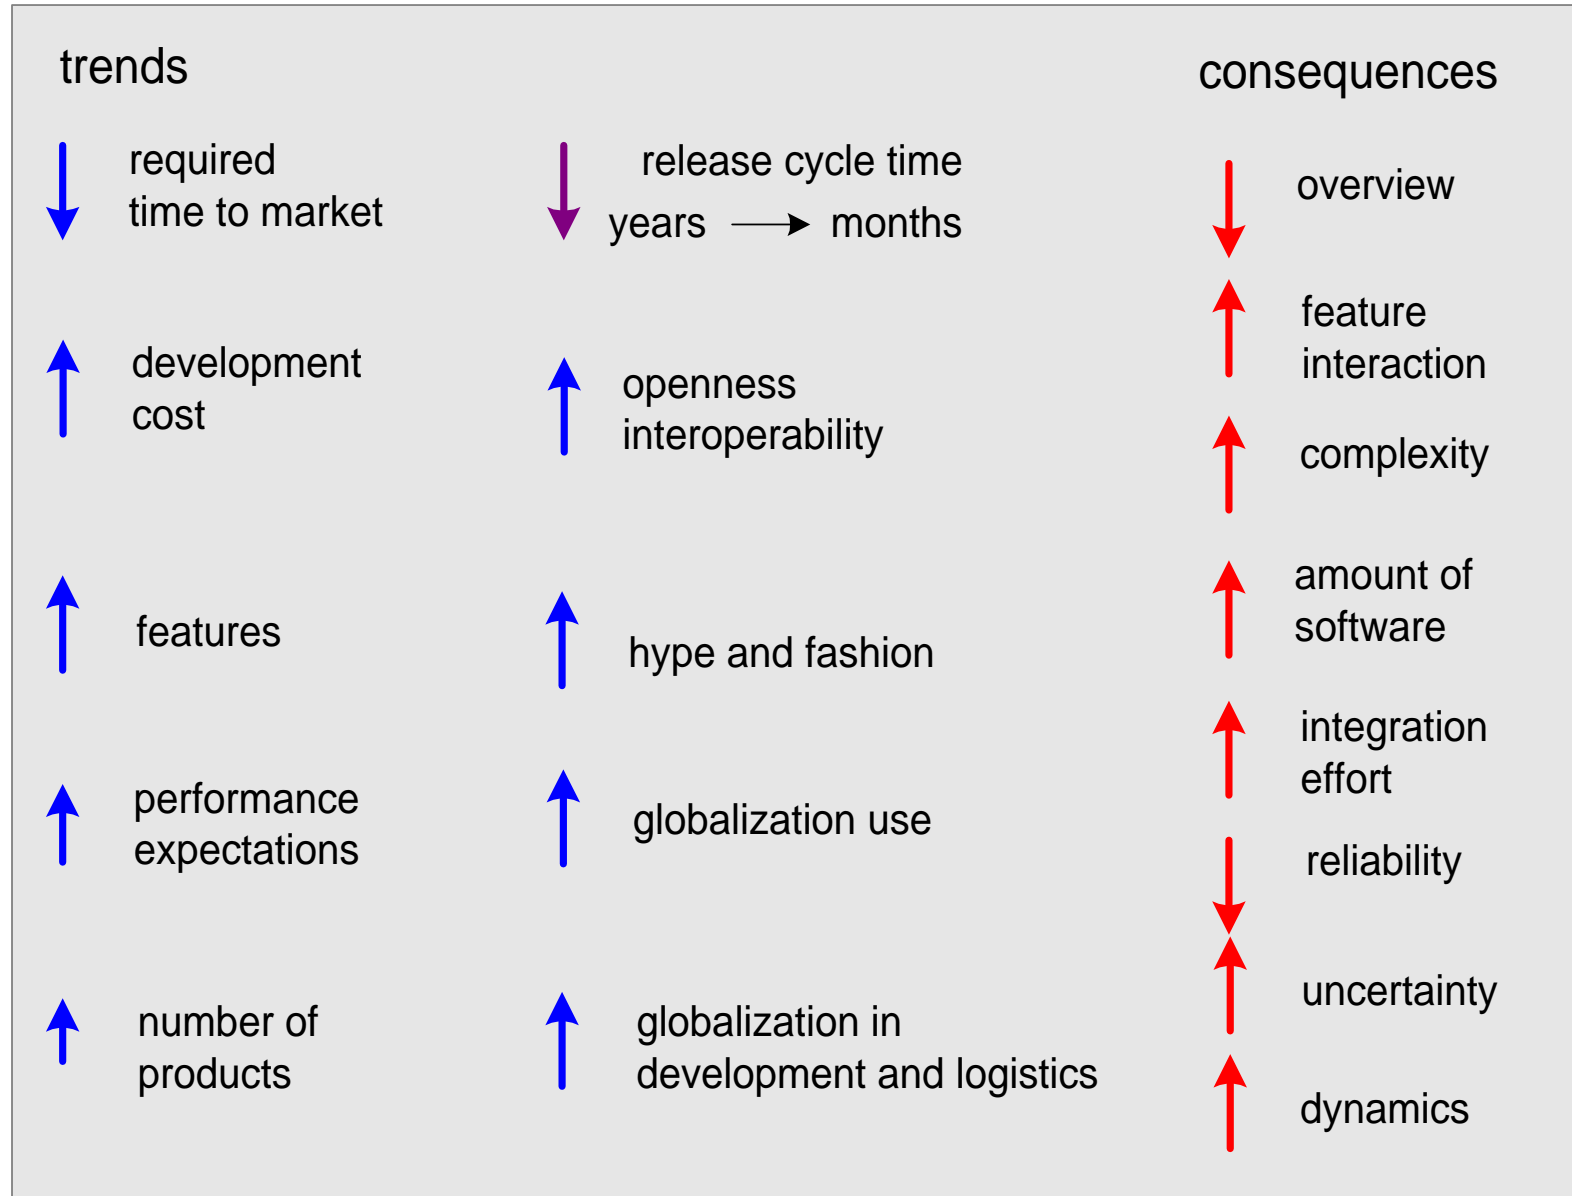 trends
required
time to market
development
cost
features
performance
expectations
number of
products
release cycle time
years months
openness
interoperability
hype and fashion
globalization use
globalization in
development and logistics
consequences
overview
feature
interaction
complexity
amount of
software
integration
effort
reliability
uncertainty
dynamics